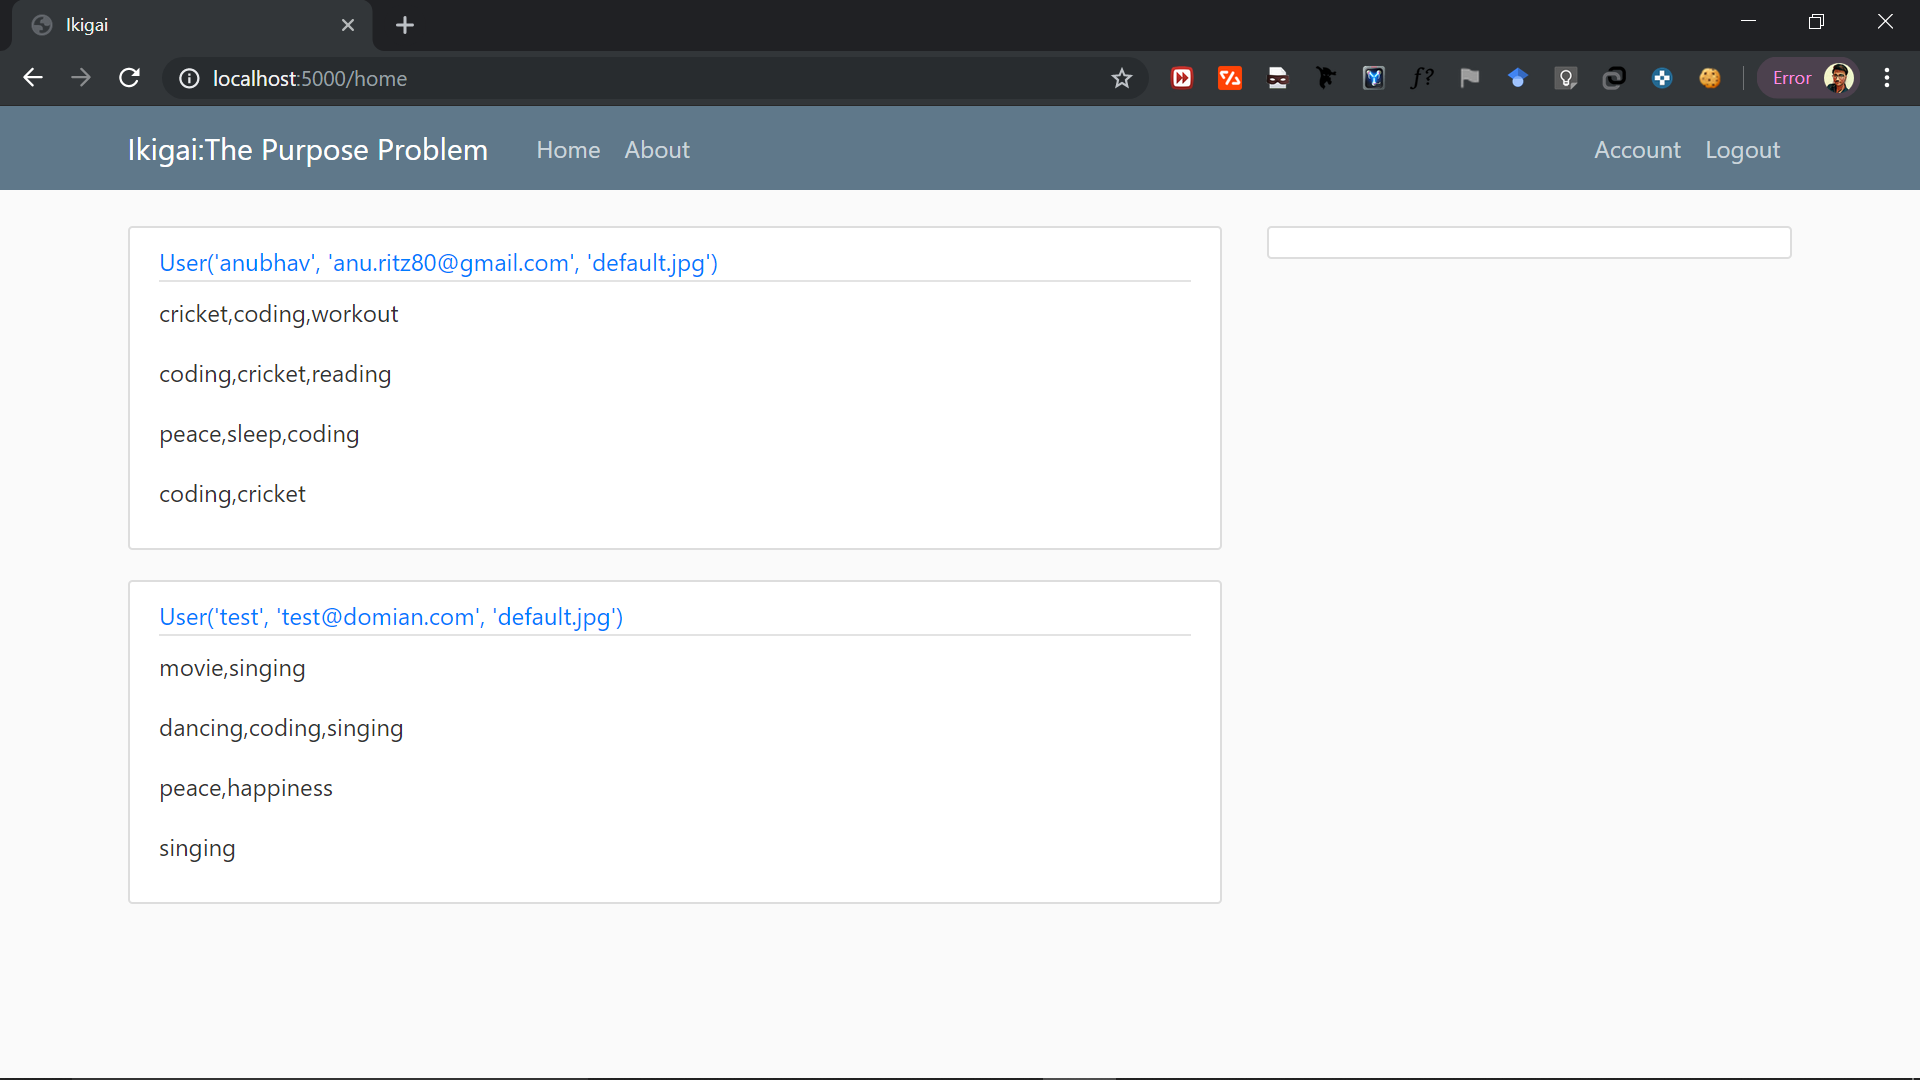 Ikigai
localhost:5000/home
f?
Error
Ikigai:The Purpose Problem
Home
About
Account
Logout
User('anubhav', 'anu.ritz80@gmail.com', 'default.jpg')
cricket,coding,workout
coding,cricket,reading
peace,sleep,coding
coding,cricket
User('test', 'test@domian.com', 'default.jpg')
movie,singing
dancing,coding,singing
peace,happiness
singing